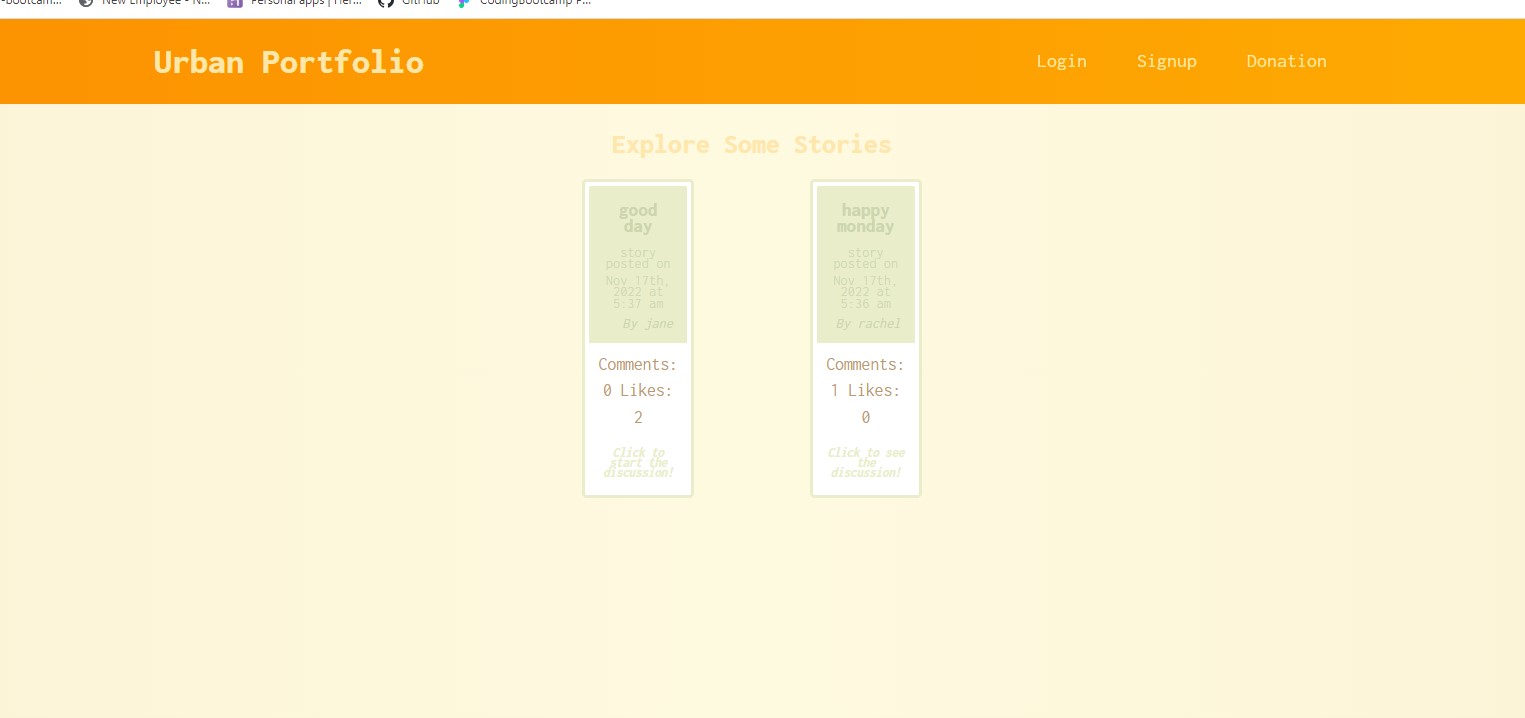 New Employee - N...
Personal apps | Her...
GitHub
CodingBootcamp P...
Urban Portfolio
Login
Signup
Donation
Explore Some Stories
good
day
story
posted on
Nov 17th,
2022 at
5:37 am
By jane
Comments:
0 Likes:
2
Click to
start the
discussion!
happy
monday
story
posted on
Nov 17th,
2022 at
5:36 am
By rachel
Comments:
1 Likes:
0
Click to see
the
discussion!